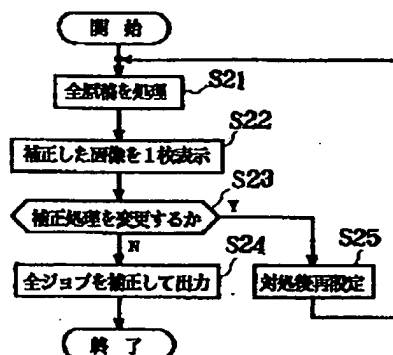 開始
全原稿を処理
S21
補正した画像を1枚表示
S22
補正処理を変更するか
S23
Y
N
全ジョブを補正して出力
S24
対処後再設定
S25
終了